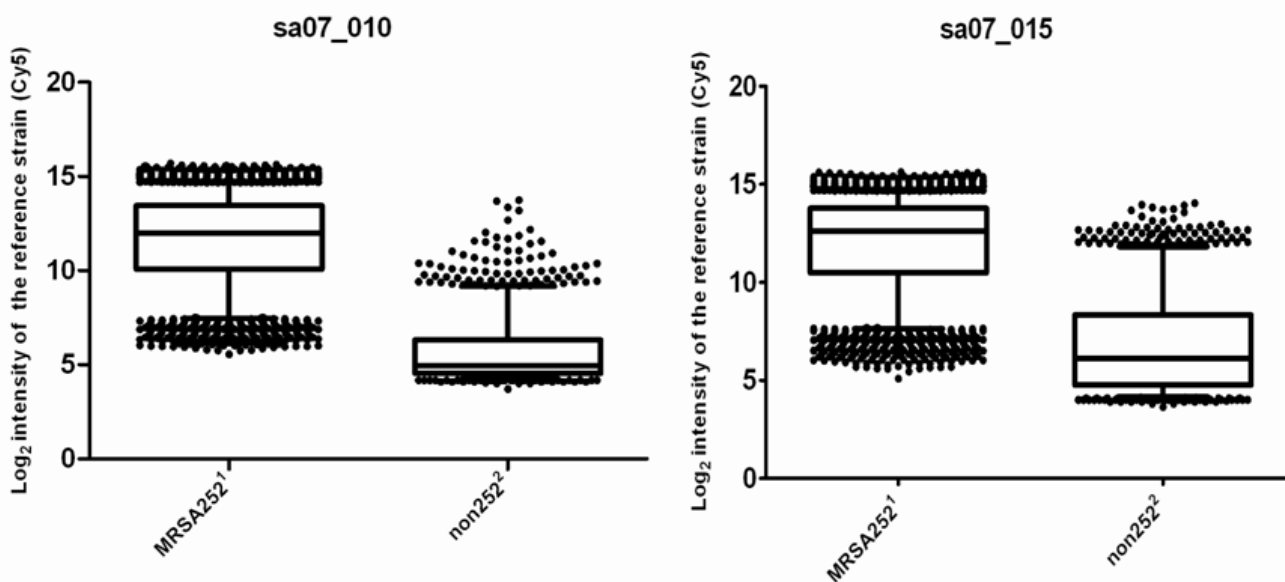 sa07_010
Log₂ intensity of the reference strain (Cy5)
20
15
10
5
0
MRSA252¹
non252²
sa07_015
Log₂ intensity of the reference strain (Cy5)
20
15
10
5
0
MRSA252¹
non252²